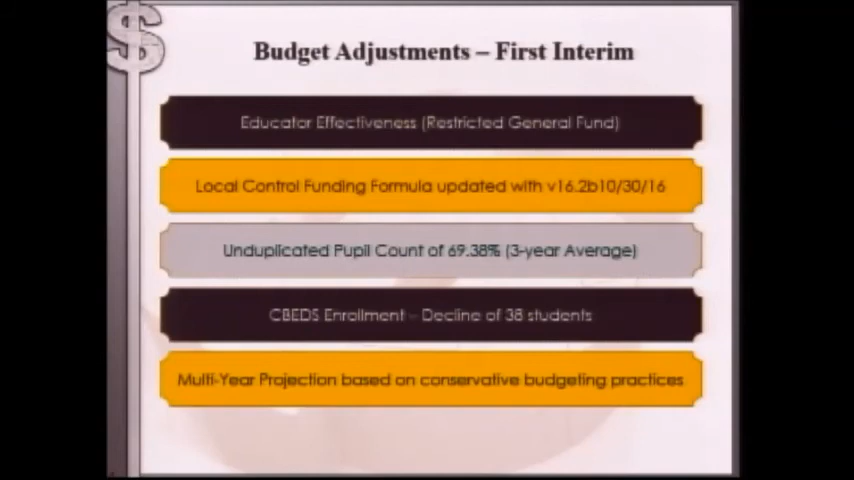 Budget Adjustments – First Interim
Educator Effectiveness (Restricted General Fund)
Local Control Funding Formula updated with v16.2b10/30/16
Unduplicated Pupil Count of 69.38% (3-year Average)
CBEDS Enrollment – Decline of 38 students
Multi-Year Projection based on conservative budgeting practices